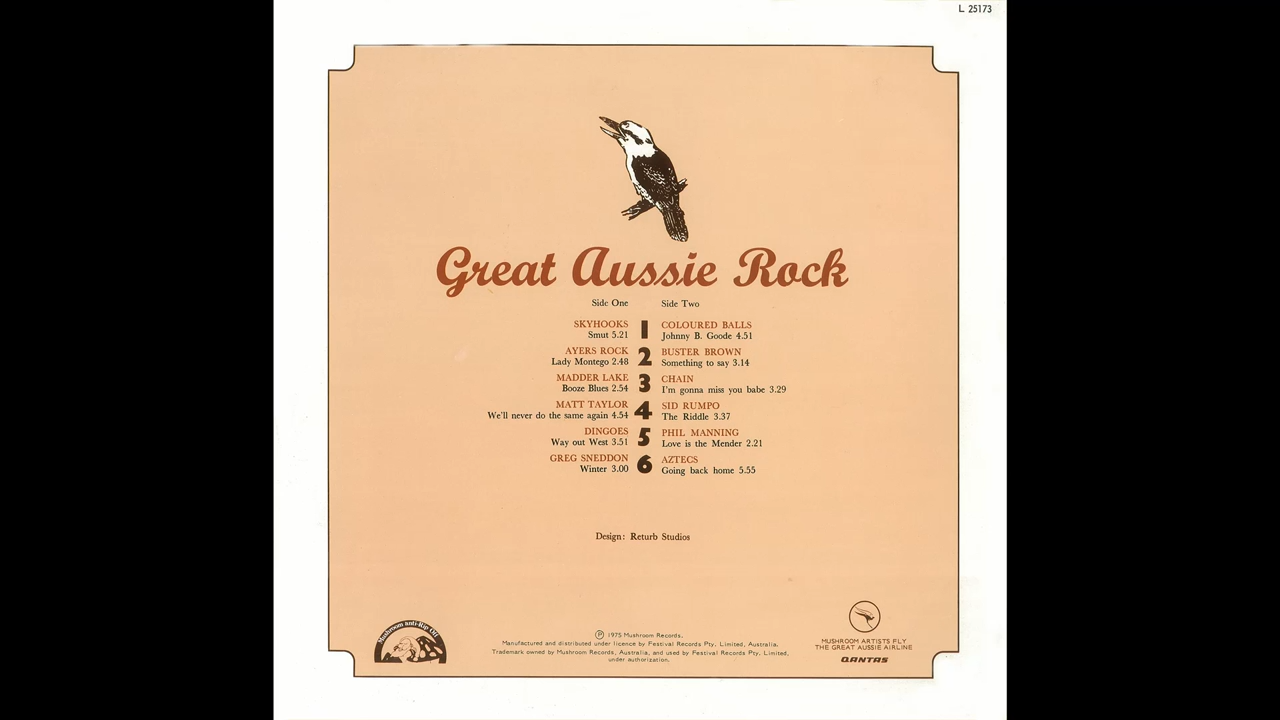 L 25173
Great Aussie Rock
Side One
Side Two
SKYHOOKS
Smut 5.21
1
COLOURED BALLS
Johnny B. Goode 4.51
AYERS ROCK
Lady Montego 2.48
2
BUSTER BROWN
Something to say 3.14
MADDER LAKE
Booze Blues 2.54
3
CHAIN
I'm gonna miss you babe 3.29
MATT TAYLOR
We'll never do the same again 4.54
4
SID RUMPO
The Riddle 3.37
DINGOES
Way out West 3.51
5
PHIL MANNING
Love is the Mender 2.21
GREG SNEDDON
Winter 3.00
6
AZTECS
Going back home 5.55
Design: Returb Studios
Mushroom Anti-Rip Off
Ⓟ 1975 Mushroom Records.
Manufactured and distributed under licence by Festival Records Pty. Limited, Australia.
Trademark owned by Mushroom Records, Australia, and used by Festival Records Pty, Limited,
under authorization.
MUSHROOM ARTISTS FLY
THE GREAT AUSSIE AIRLINE
QANTAS